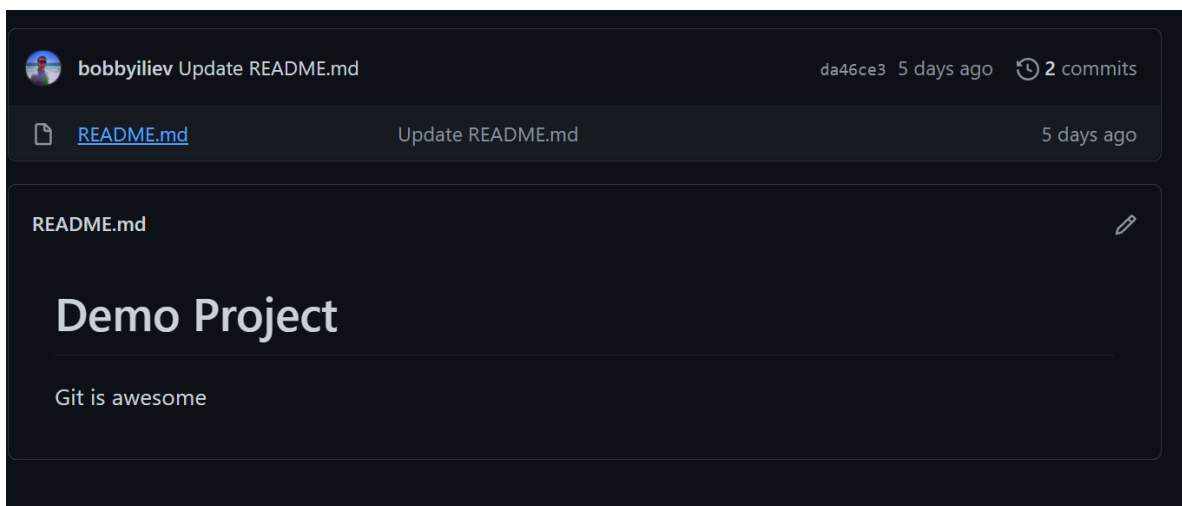 bobbyiliev Update README.md da46ce3 5 days ago 2 commits
README.md Update README.md 5 days ago
README.md
Demo Project
Git is awesome